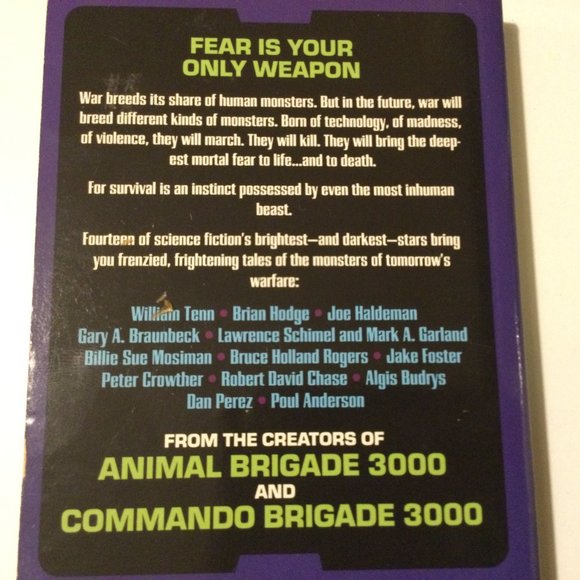 FEAR IS YOUR
ONLY WEAPON
War breeds its share of human monsters. But in the future, war will
breed different kinds of monsters. Born of technology, of madness,
of violence, they will march. They will kill. They will bring the deep-
est mortal fear to life...and to death.
For survival is an instinct possessed by even the most inhuman
beast.
Fourteen of science fiction's brightest—and darkest—stars bring
you frenzied, frightening tales of the monsters of tomorrow's
warfare:
William Tenn • Brian Hodge • Joe Haldeman
Gary A. Braunbeck • Lawrence Schimel and Mark A. Garland
Billie Sue Mosiman • Bruce Holland Rogers • Jake Foster
Peter Crowther • Robert David Chase • Algis Budrys
Dan Perez • Poul Anderson
FROM THE CREATORS OF
ANIMAL BRIGADE 3000
AND
COMMANDO BRIGADE 3000